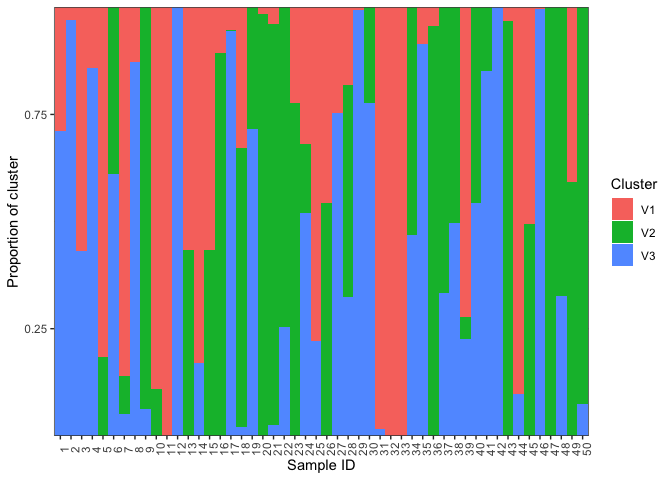 Proportion of cluster
0.75
0.25
1 2 3 4 5 6 7 8 9 10 11 12 13 14 15 16 17 18 19 20 21 22 23 24 25 26 27 28 29 30 31 32 33 34 35 36 37 38 39 40 41 42 43 44 45 46 47 48 49 50
Sample ID
Cluster
V1
V2
V3